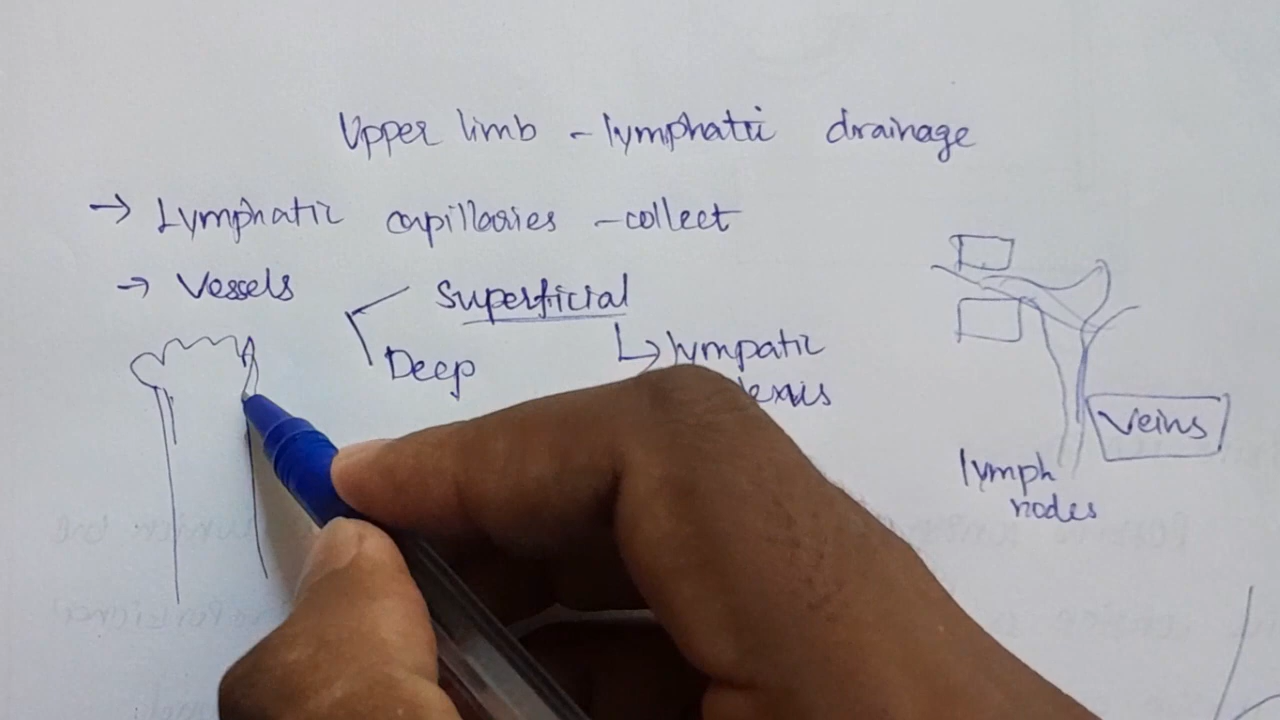 Upper limb - lymphatic drainage
→ Lymphatic capillaries - collect
→ Vessels
Superficial
Deep
lympatic
Veins
lymph
nodes